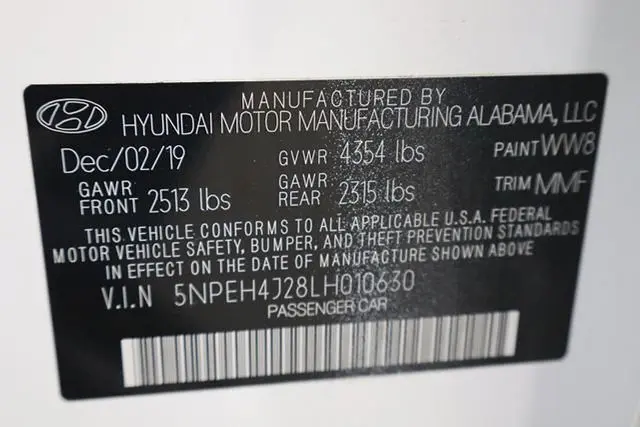 MANUFACTURED BY
HYUNDAI MOTOR MANUFACTURING ALABAMA, LLC
Dec/02/19 GVWR 4354 lbs PAINT WW8
GAWR FRONT 2513 lbs GAWR REAR 2315 lbs TRIM MMF
THIS VEHICLE CONFORMS TO ALL APPLICABLE U.S.A. FEDERAL
MOTOR VEHICLE SAFETY, BUMPER, AND THEFT PREVENTION STANDARDS
IN EFFECT ON THE DATE OF MANUFACTURE SHOWN ABOVE
V.I.N 5NPEH4J28LH010630
PASSENGER CAR